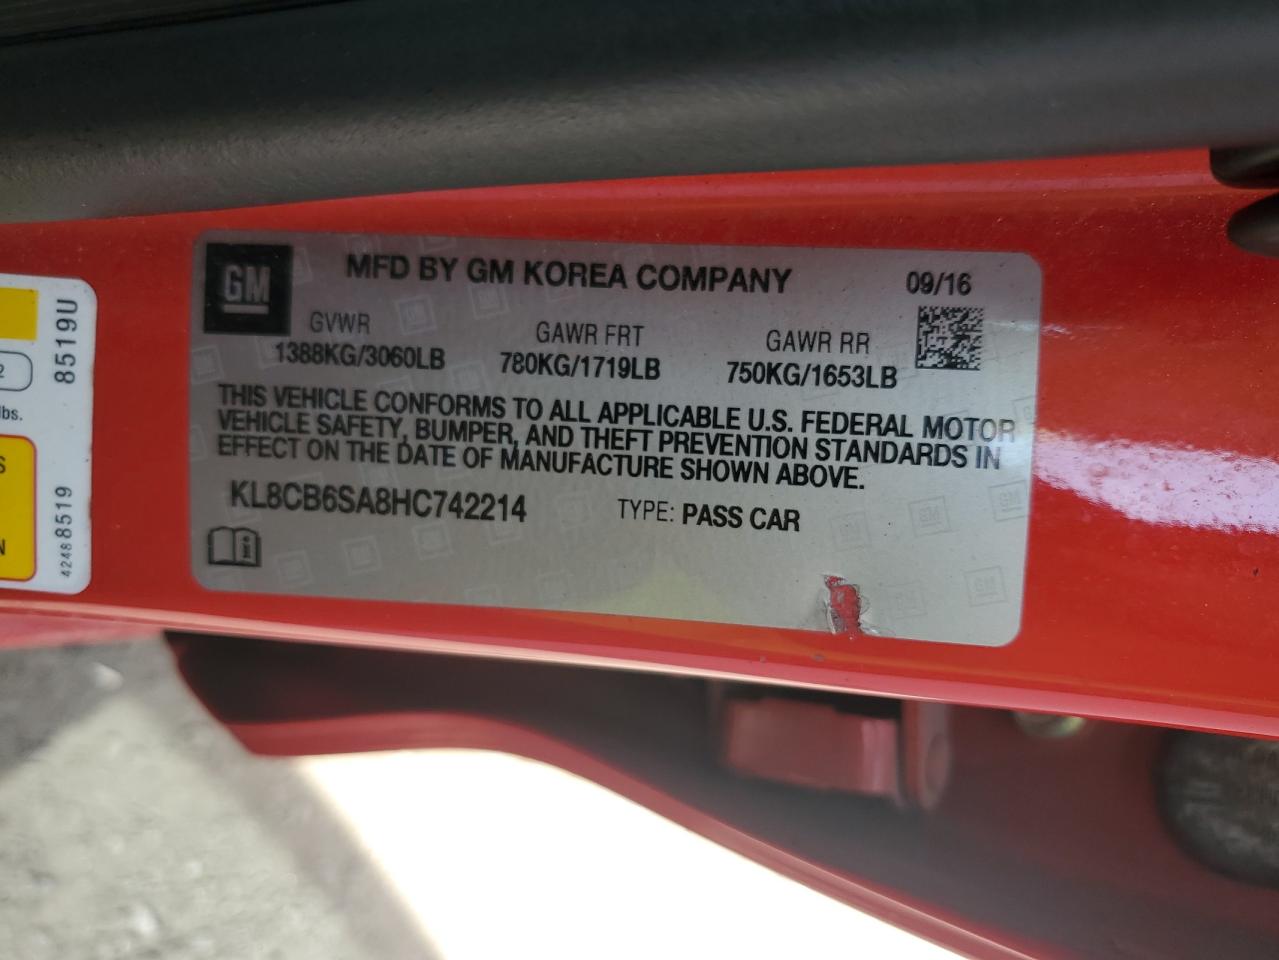 GM
MFD BY GM KOREA COMPANY
09/16
GVWR
GAWR FRT
GAWR RR
1388KG/3060LB
780KG/1719LB
750KG/1653LB
THIS VEHICLE CONFORMS TO ALL APPLICABLE U.S. FEDERAL MOTOR
VEHICLE SAFETY, BUMPER, AND THEFT PREVENTION STANDARDS IN
EFFECT ON THE DATE OF MANUFACTURE SHOWN ABOVE.
KL8CB6SA8HC742214
TYPE: PASS CAR
8519U
42488519
2
lbs.
S
N